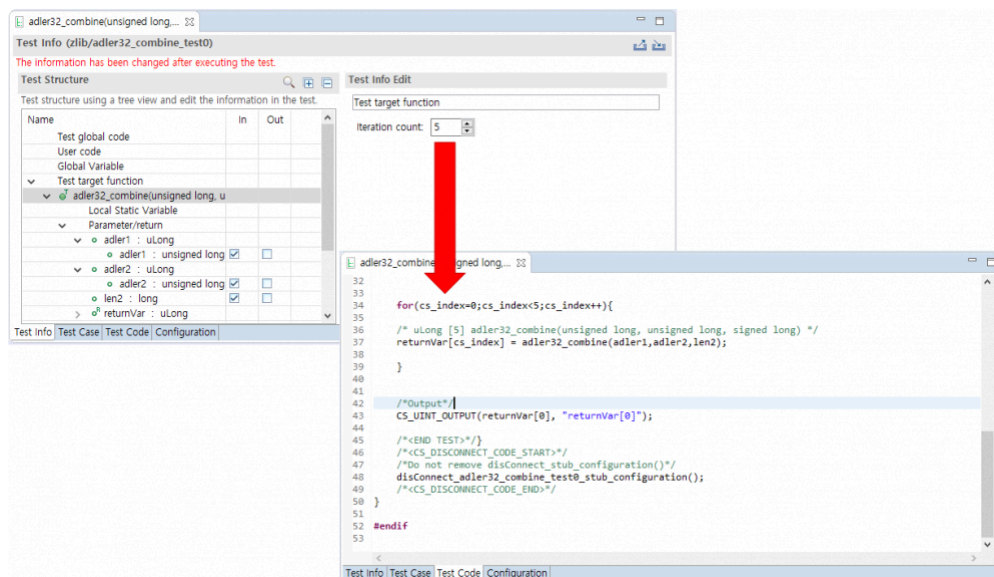 adler32_combine(unsigned long,...
Test Info (zlib/adler32_combine_test0)
The information has been changed after executing the test.
Test Structure
Test structure using a tree view and edit the information in the test.
Name In Out
Test global code
User code
Global Variable
Test target function
adler32_combine(unsigned long, u
Local Static Variable
Parameter/return
adler1 : uLong
adler1 : unsigned long
adler2 : uLong
adler2 : unsigned long
len2 : long
returnVar : uLong
Test Info Test Case Test Code Configuration
Test Info Edit
Test target function
Iteration count: 5
adler32_combine gned long,...
32
33
34 for(cs_index=0;cs_index<5;cs_index++){
35
36 /* uLong [5] adler32_combine(unsigned long, unsigned long, signed long) */
37 returnVar[cs_index] = adler32_combine(adler1,adler2,len2);
38
39 }
40
41
42 /*Output*/
43 CS_UINT_OUTPUT(returnVar[0], "returnVar[0]");
44
45 /*<END TEST>*/}
46 /*<CS_DISCONNECT_CODE_START>*/
47 /*Do not remove disConnect_stub_configuration()*/
48 disConnect_adler32_combine_test0_stub_configuration();
49 /*<CS_DISCONNECT_CODE_END>*/
50 }
51
52 #endif
53
Test Info Test Case Test Code Configuration